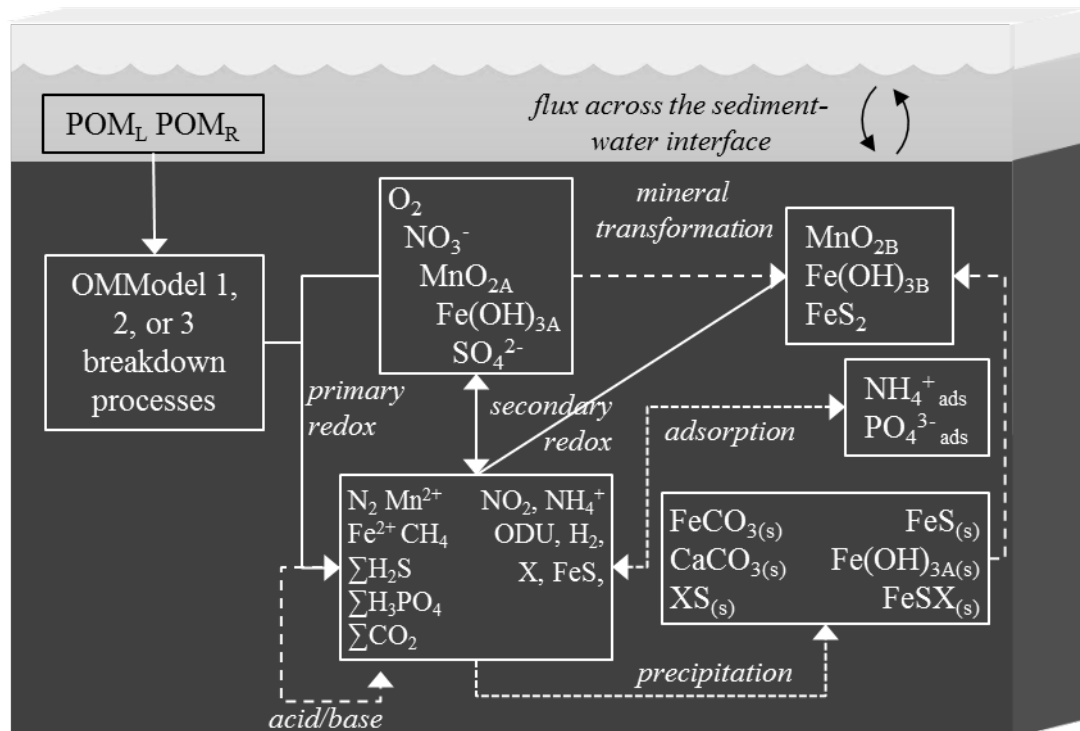 flux across the sediment-
water interface
POM_L POM_R
OMModel 1,
2, or 3
breakdown
processes
O₂
NO₃⁻
MnO₂A
Fe(OH)₃A
SO₄²⁻
mineral
transformation
MnO₂B
Fe(OH)₃B
FeS₂
primary
redox
secondary
redox
adsorption
NH₄⁺ ads
PO₄³⁻ ads
N₂ Mn²⁺
Fe²⁺ CH₄
∑H₂S
∑H₃PO₄
∑CO₂
NO₂, NH₄⁺
ODU, H₂,
X, FeS,
FeCO₃(s)
CaCO₃(s)
XS(s)
FeS(s)
Fe(OH)₃A(s)
FeSX(s)
precipitation
acid/base